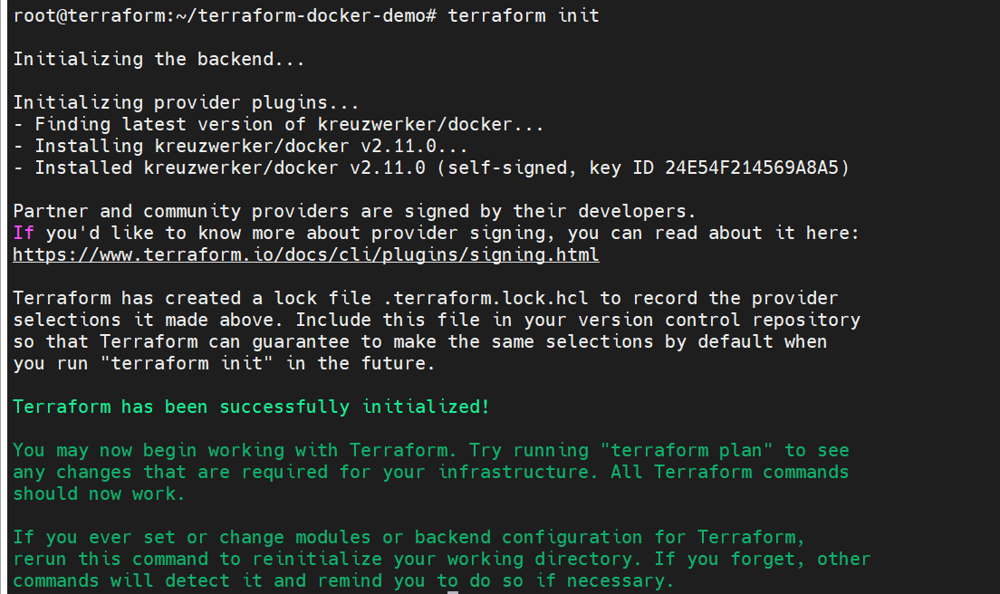 root@terraform:~/terraform-docker-demo# terraform init
Initializing the backend...
Initializing provider plugins...
- Finding latest version of kreuzwerker/docker...
- Installing kreuzwerker/docker v2.11.0...
- Installed kreuzwerker/docker v2.11.0 (self-signed, key ID 24E54F214569A8A5)
Partner and community providers are signed by their developers.
If you'd like to know more about provider signing, you can read about it here:
https://www.terraform.io/docs/cli/plugins/signing.html
Terraform has created a lock file .terraform.lock.hcl to record the provider
selections it made above. Include this file in your version control repository
so that Terraform can guarantee to make the same selections by default when
you run "terraform init" in the future.
Terraform has been successfully initialized!
You may now begin working with Terraform. Try running "terraform plan" to see
any changes that are required for your infrastructure. All Terraform commands
should now work.
If you ever set or change modules or backend configuration for Terraform,
rerun this command to reinitialize your working directory. If you forget, other
commands will detect it and remind you to do so if necessary.